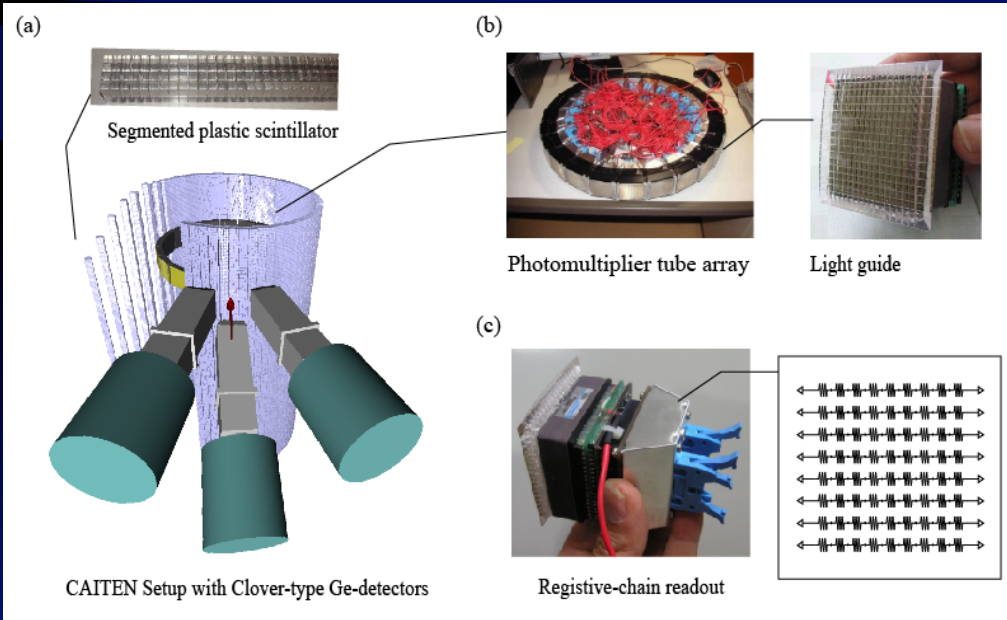 (a)
Segmented plastic scintillator
CAITEN Setup with Clover-type Ge-detectors
(b)
Photomultiplier tube array
Light guide
(c)
Registive-chain readout